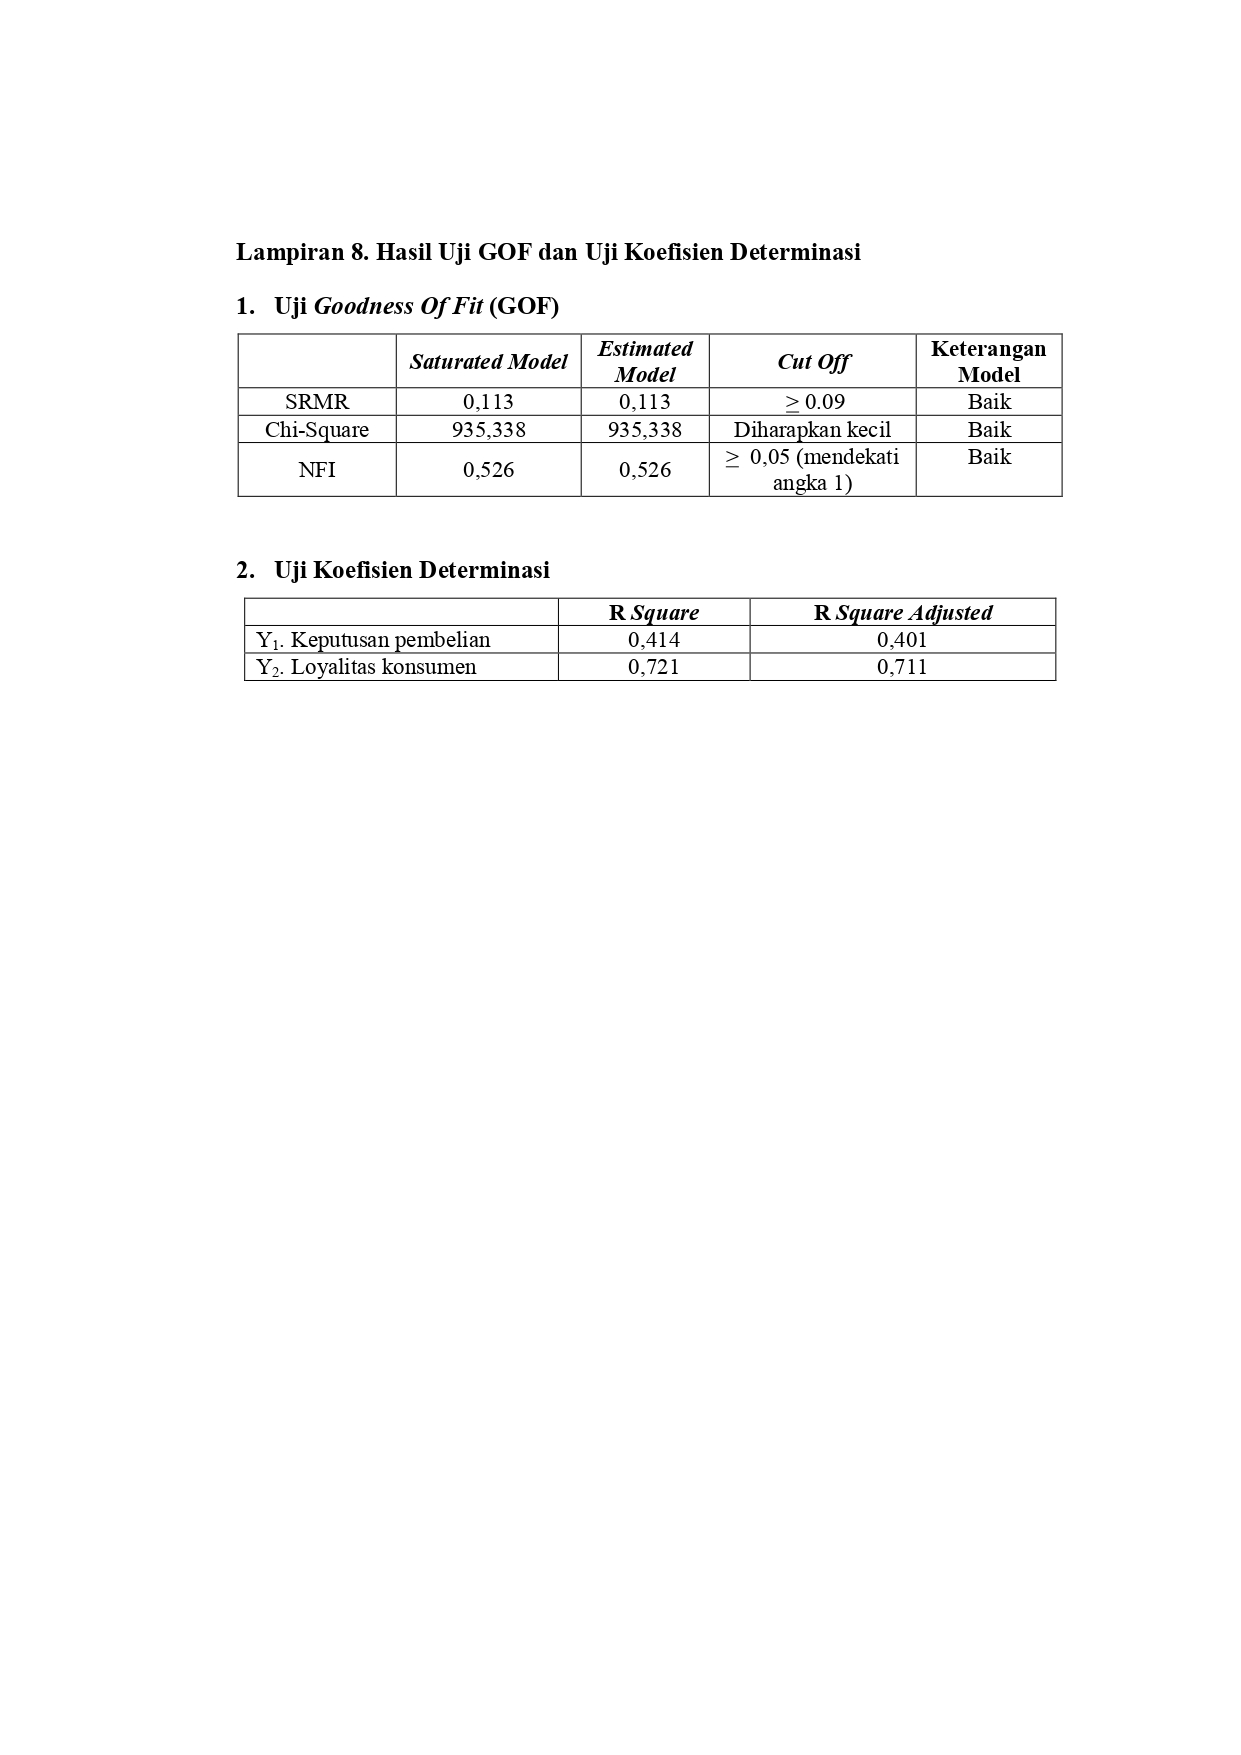 Lampiran 8. Hasil Uji GOF dan Uji Koefisien Determinasi
1. Uji Goodness Of Fit (GOF)
Saturated Model Estimated Model Cut Off Keterangan Model
SRMR 0,113 0,113 ≥ 0.09 Baik
Chi-Square 935,338 935,338 Diharapkan kecil Baik
NFI 0,526 0,526 ≥ 0,05 (mendekati angka 1) Baik
2. Uji Koefisien Determinasi
R Square R Square Adjusted
Y₁. Keputusan pembelian 0,414 0,401
Y₂. Loyalitas konsumen 0,721 0,711